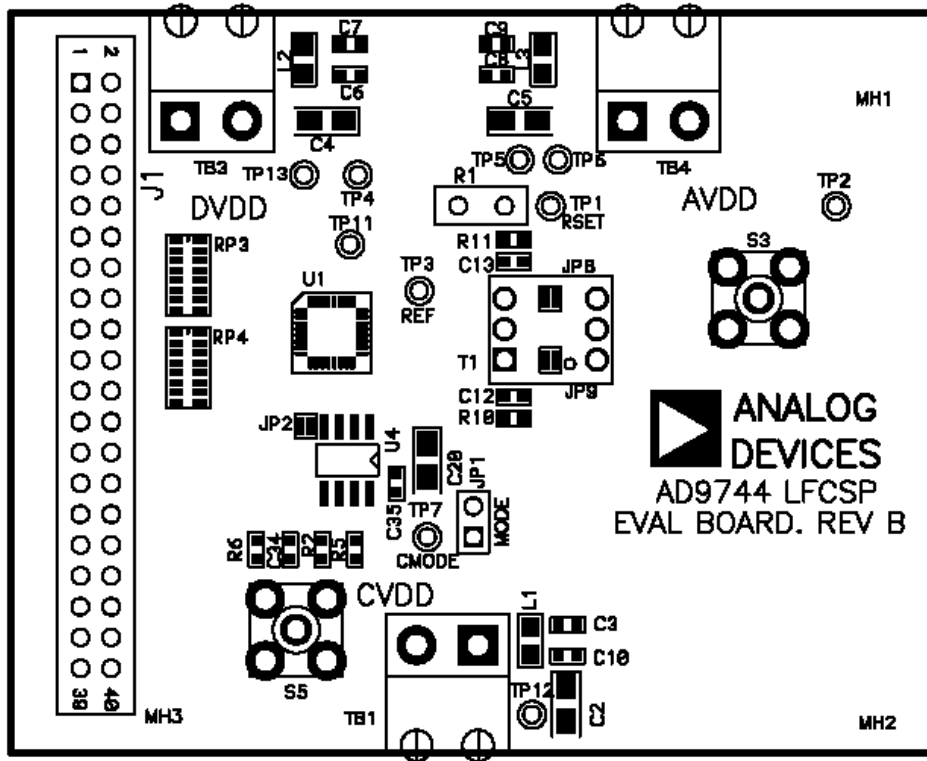 1 2
J1
39 40
TB3
L2
C7
C6
C4
C9
C8
C5
TB4
MH1
TP13
TP4
TP5
TP6
DVDD
TP11
R1
TP1
RSET
AVDD
TP2
RP3
R11
C13
S3
U1
TP3
REF
JP8
RP4
T1
JP9
C12
R10
JP2
U4
C20
JP1
ANALOG
DEVICES
AD9744 LFCSP
EVAL BOARD. REV B
C35
TP7
MODE
CMODE
R6
C34
R2
R5
CVDD
L1
C3
C10
S5
TP12
C2
MH3
TB1
MH2